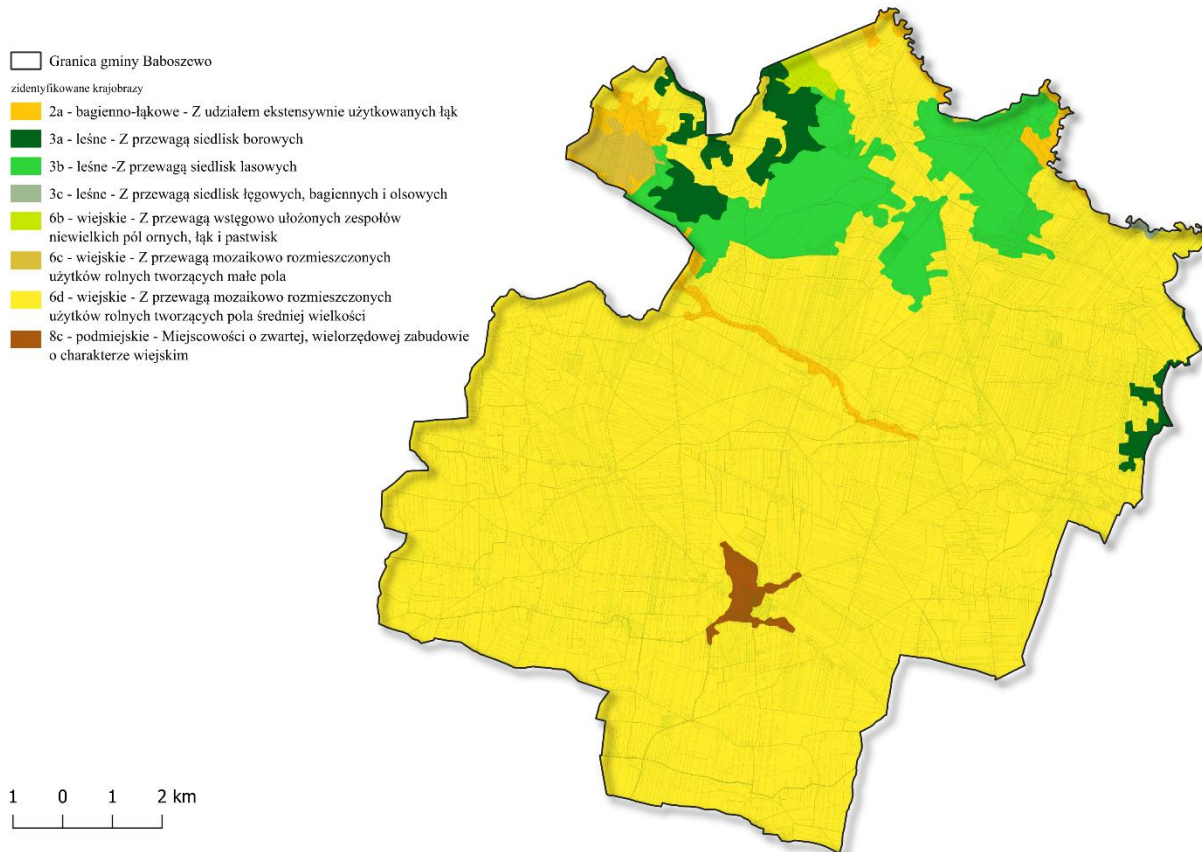 Granica gminy Baboszewo
zidentyfikowane krajobrazy
2a - bagienno-łąkowe - Z udziałem ekstensywnie użytkowanych łąk
3a - leśne - Z przewagą siedlisk borowych
3b - leśne -Z przewagą siedlisk lasowych
3c - leśne - Z przewagą siedlisk łęgowych, bagiennych i olsowych
6b - wiejskie - Z przewagą wstęgowo ułożonych zespołów
niewielkich pól ornych, łąk i pastwisk
6c - wiejskie - Z przewagą mozaikowo rozmieszczonych
użytków rolnych tworzących małe pola
6d - wiejskie - Z przewagą mozaikowo rozmieszczonych
użytków rolnych tworzących pola średniej wielkości
8c - podmiejskie - Miejscowości o zwartej, wielorzędowej zabudowie
o charakterze wiejskim
1 0 1 2 km